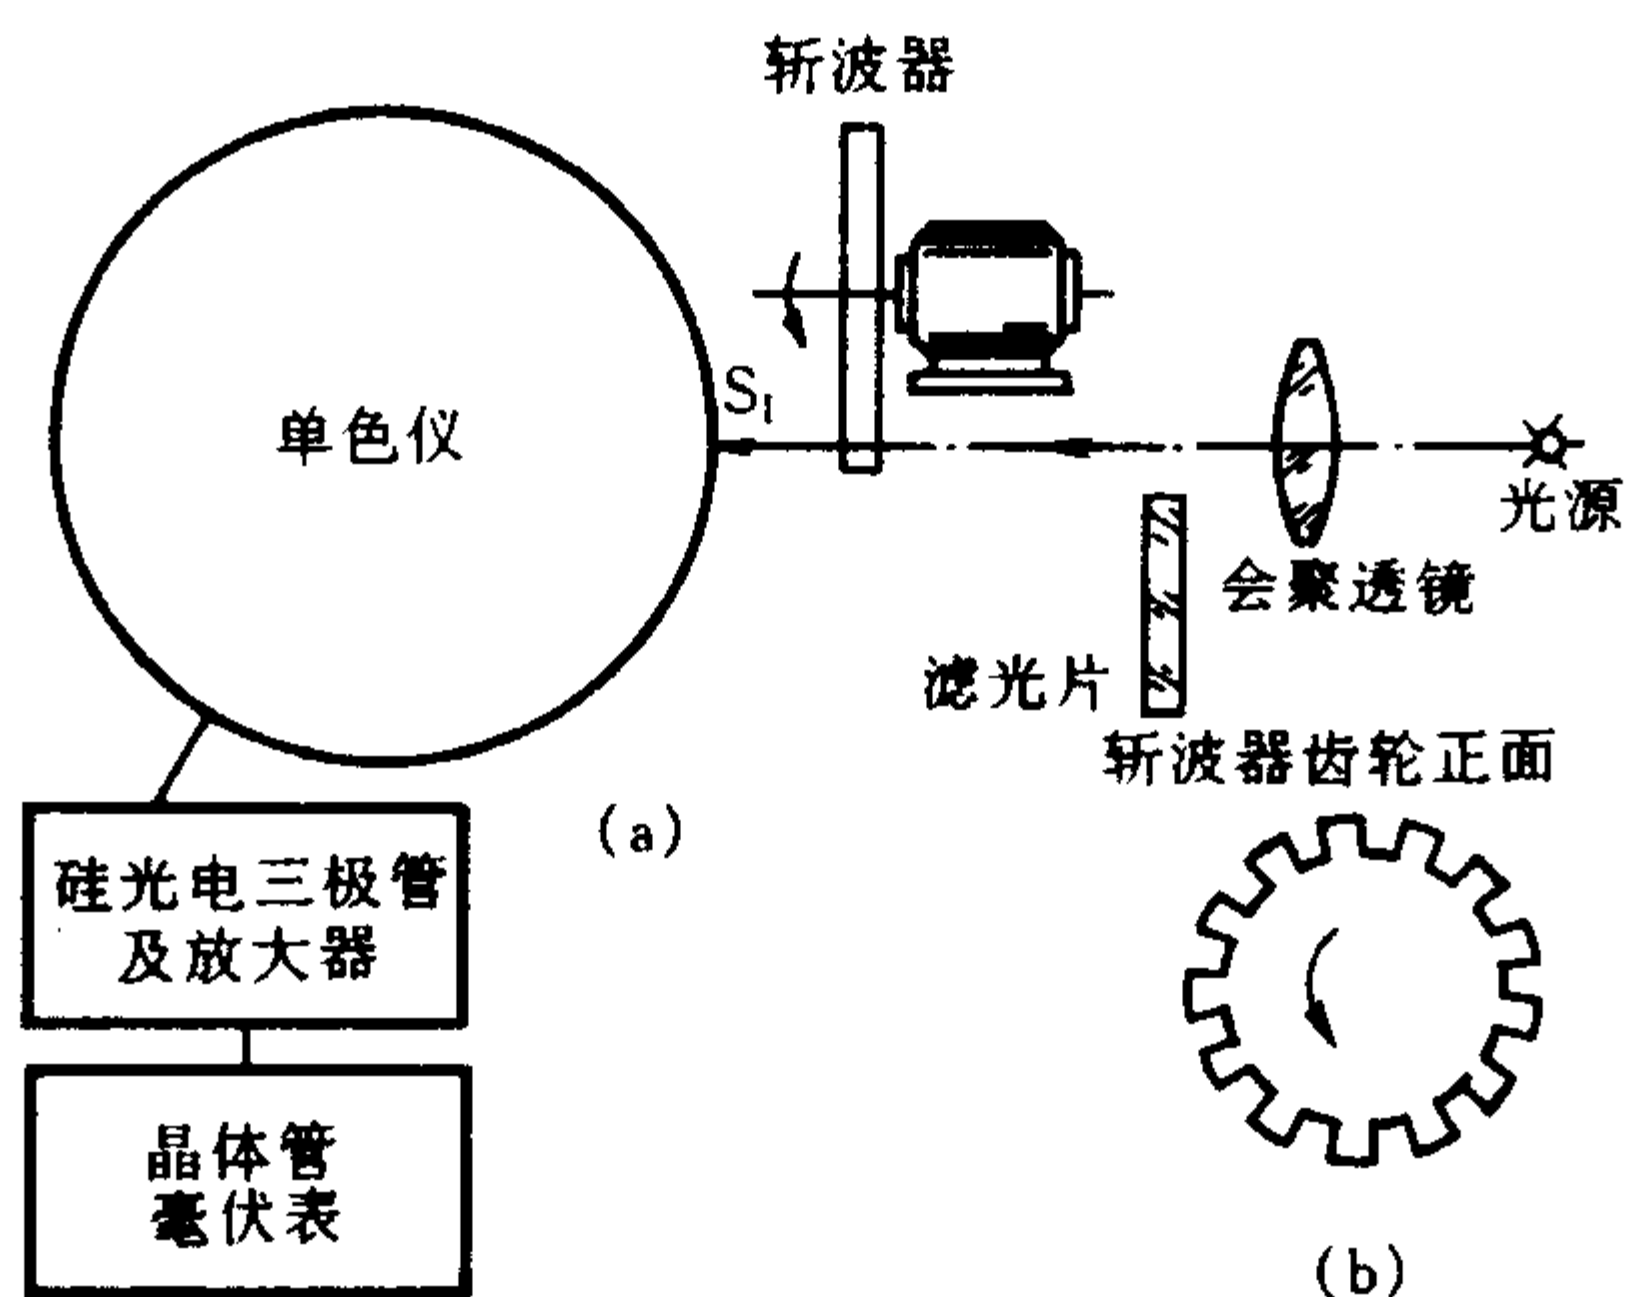 斩波器
单色仪
S₁
光源
会聚透镜
滤光片
斩波器齿轮正面
(a)
硅光电三极管
及放大器
晶体管
毫伏表
(b)